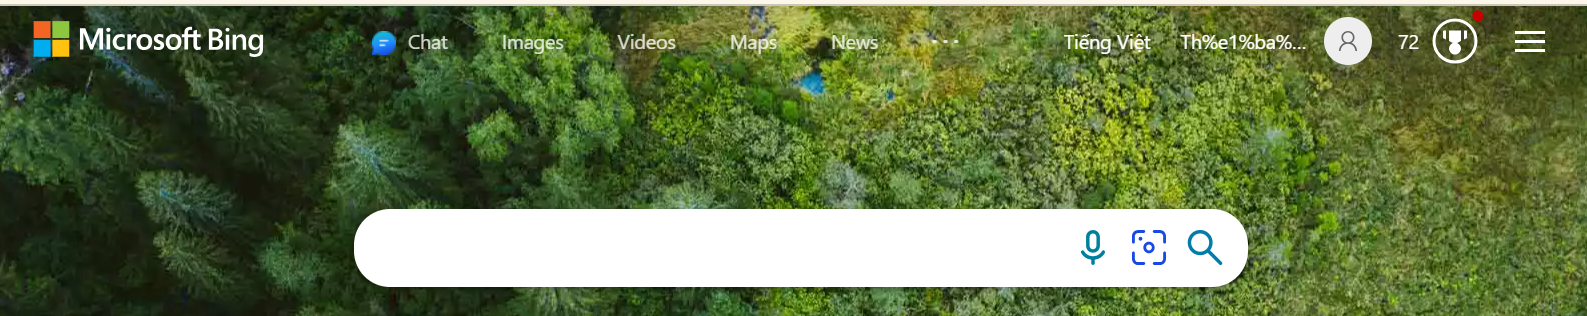 Microsoft Bing Chat Images Videos Maps News ... Tiếng Việt Th%e1%ba%... 72